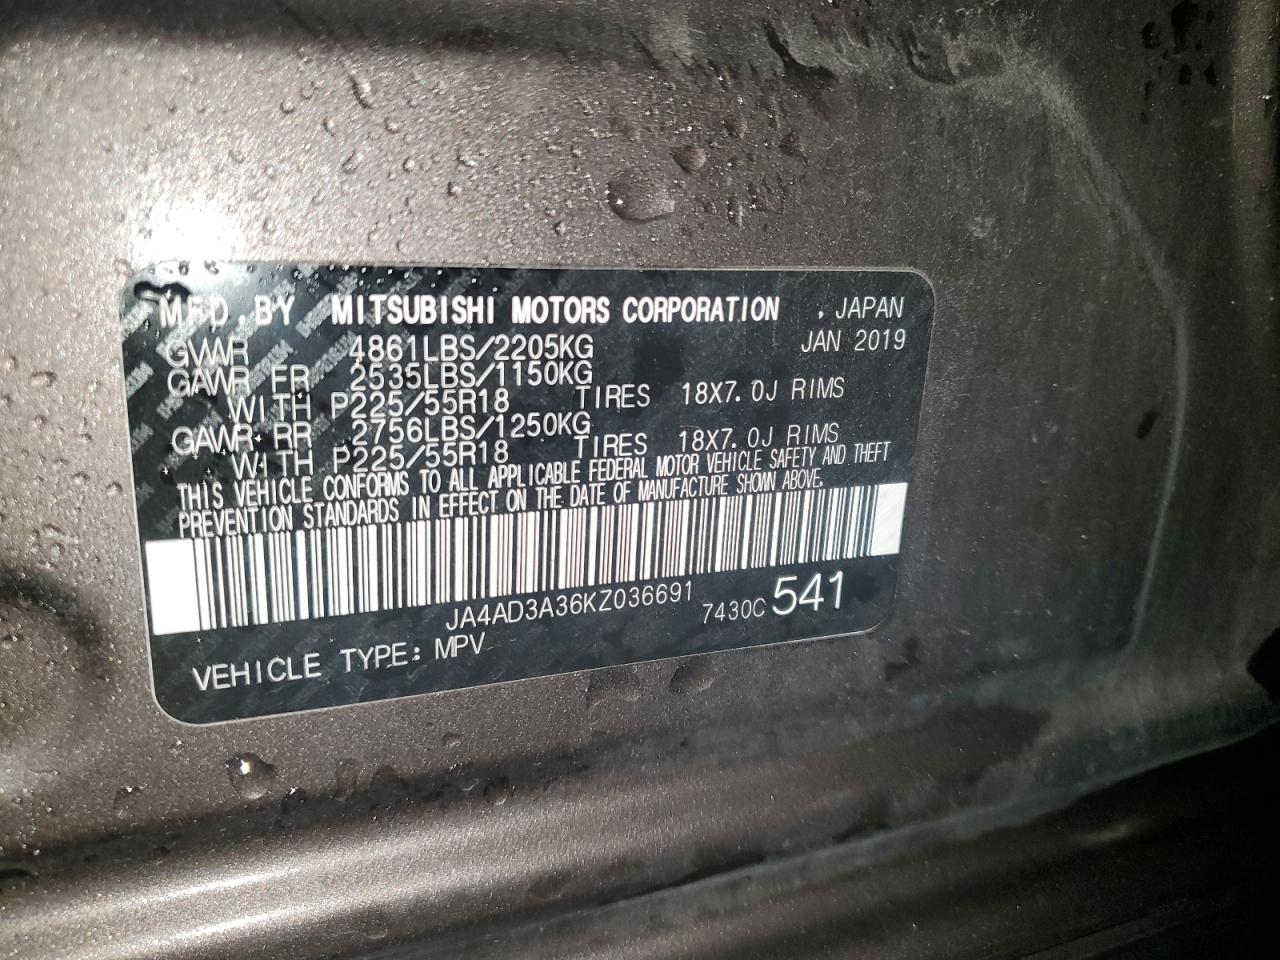 MFD.BY MITSUBISHI MOTORS CORPORATION , JAPAN
GVWR 4861LBS/2205KG JAN 2019
GAWR FR 2535LBS/1150KG
WITH P225/55R18 TIRES 18X7.0J RIMS
GAWR RR 2756LBS/1250KG
WITH P225/55R18 TIRES 18X7.0J RIMS
THIS VEHICLE CONFORMS TO ALL APPLICABLE FEDERAL MOTOR VEHICLE SAFETY AND THEFT
PREVENTION STANDARDS IN EFFECT ON THE DATE OF MANUFACTURE SHOWN ABOVE.
JA4AD3A36KZ036691 7430C 541
VEHICLE TYPE: MPV